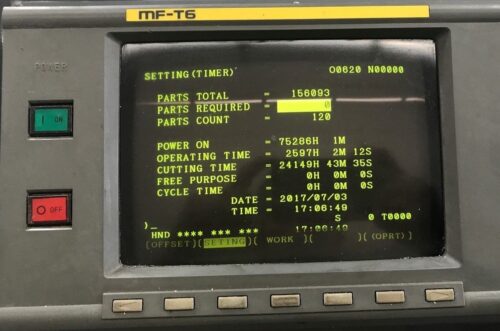 MF-T6
POWER
ON
OFF
SETTING(TIMER) O0620 N00000
PARTS TOTAL = 156093
PARTS REQUIRED = 0
PARTS COUNT = 120
POWER ON = 75286H 1M
OPERATING TIME = 2597H 2M 12S
CUTTING TIME = 24149H 43M 35S
FREE PURPOSE = 0H 0M 0S
CYCLE TIME = 0H 0M 0S
DATE = 2017/07/03
TIME = 17:06:49
S 0 T0000
)_
HND **** *** *** 17:06:49
[OFFSET][SETING][ WORK ][ ][(OPRT)]